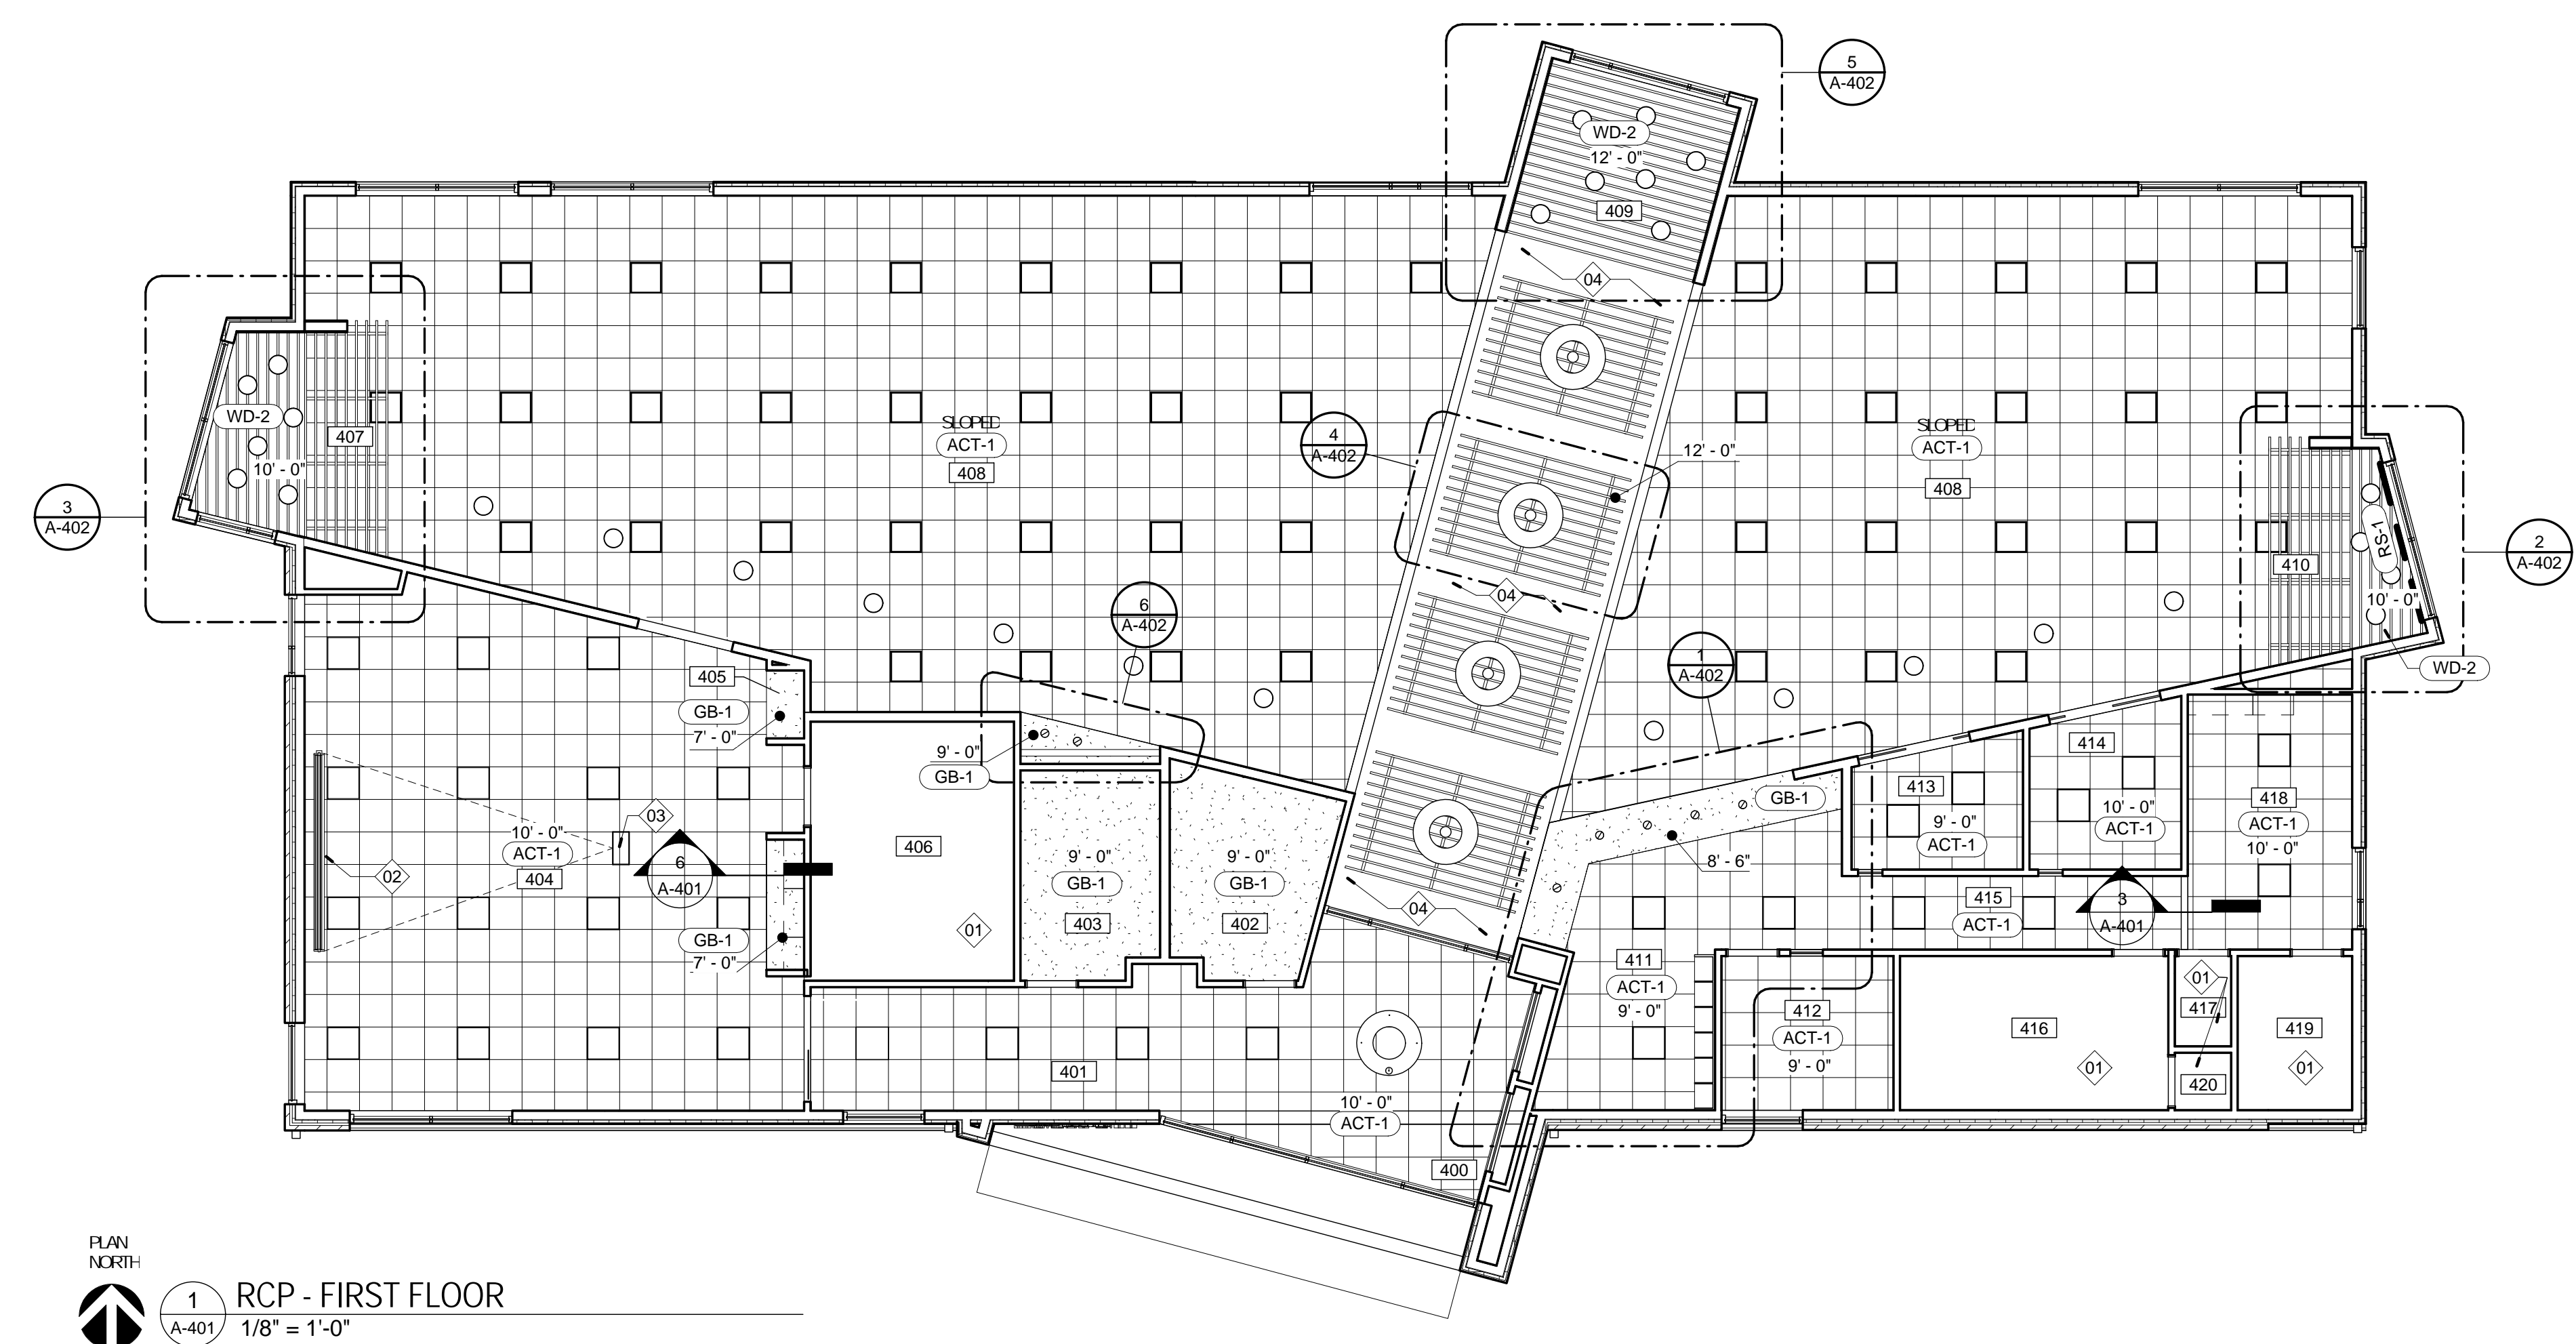 5
A-402
WD-2
12' - 0"
409
04
3
A-402
WD-2
407
10' - 0"
SLOPED
ACT-1
408
4
A-402
12' - 0"
SLOPED
ACT-1
408
2
A-402
RS-1
410
10' - 0"
WD-2
04
6
A-402
1
A-402
405
GB-1
7' - 0"
9' - 0"
GB-1
GB-1
8' - 6"
413
9' - 0"
ACT-1
414
10' - 0"
ACT-1
418
ACT-1
10' - 0"
03
10' - 0"
ACT-1
404
02
6
A-401
406
01
9' - 0"
GB-1
403
9' - 0"
GB-1
402
04
415
ACT-1
3
A-401
GB-1
7' - 0"
411
ACT-1
9' - 0"
412
ACT-1
9' - 0"
416
01
01
417
420
419
01
401
10' - 0"
ACT-1
400
PLAN
NORTH
1
A-401
RCP - FIRST FLOOR
1/8" = 1'-0"